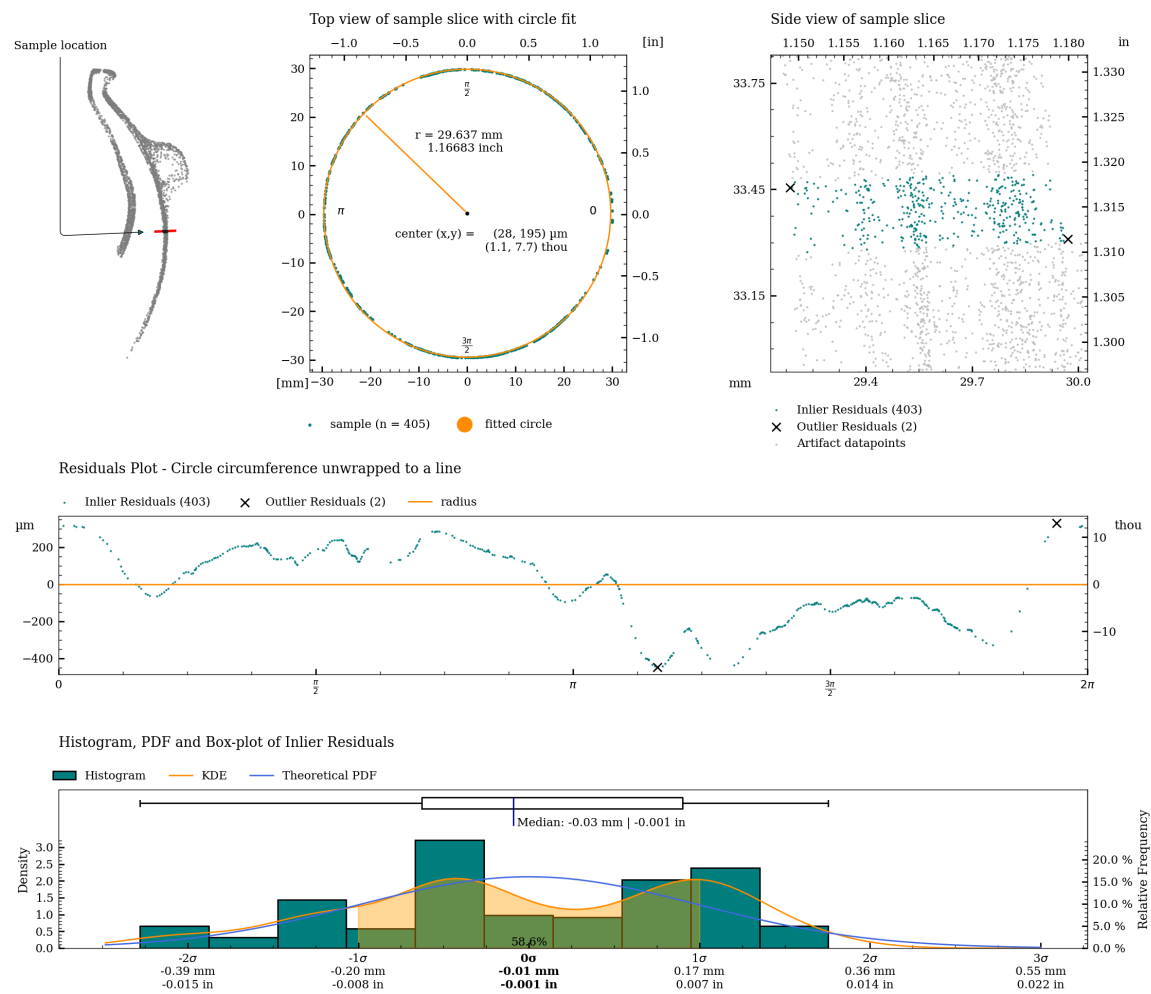 Sample location
Top view of sample slice with circle fit
−1.0 −0.5 0.0 0.5 1.0 [in]
30
20
10
0
−10
−20
−30
1.0
0.5
0.0
−0.5
−1.0
π/2
r = 29.637 mm
1.16683 inch
π
0
center (x,y) = (28, 195) µm
(1.1, 7.7) thou
3π/2
[mm] −30 −20 −10 0 10 20 30
sample (n = 405) fitted circle
Side view of sample slice
1.150 1.155 1.160 1.163 1.165 1.170 1.175 1.180 in
33.75
33.45
33.15
1.330
1.325
1.320
1.315
1.310
1.305
1.300
mm 29.4 29.7 30.0
Inlier Residuals (403)
Outlier Residuals (2)
Artifact datapoints
Residuals Plot - Circle circumference unwrapped to a line
Inlier Residuals (403) Outlier Residuals (2) radius
µm
200
0
−200
−400
thou
10
0
−10
0 π/2 π 3π/2 2π
Histogram, PDF and Box-plot of Inlier Residuals
Histogram KDE Theoretical PDF
Median: -0.03 mm | -0.001 in
Density
3.0
2.5
2.0
1.5
1.0
0.5
0.0
Relative Frequency
20.0 %
15.0 %
10.0 %
5.0 %
0.0 %
58.6%
-2σ -1σ 0σ 1σ 2σ 3σ
-0.39 mm -0.20 mm -0.01 mm 0.17 mm 0.36 mm 0.55 mm
-0.015 in -0.008 in -0.001 in 0.007 in 0.014 in 0.022 in